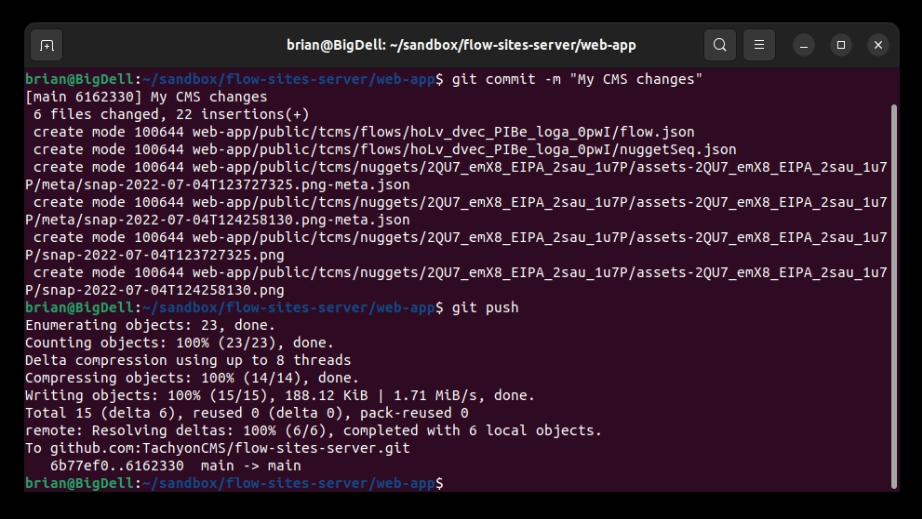 brian@BigDell: ~/sandbox/flow-sites-server/web-app
brian@BigDell:~/sandbox/flow-sites-server/web-app$ git commit -m "My CMS changes"
[main 6162330] My CMS changes
 6 files changed, 22 insertions(+)
 create mode 100644 web-app/public/tcms/flows/hoLv_dvec_PIBe_loga_0pwI/flow.json
 create mode 100644 web-app/public/tcms/flows/hoLv_dvec_PIBe_loga_0pwI/nuggetSeq.json
 create mode 100644 web-app/public/tcms/nuggets/2QU7_emX8_EIPA_2sau_1u7P/assets-2QU7_emX8_EIPA_2sau_1u7
P/meta/snap-2022-07-04T123727325.png-meta.json
 create mode 100644 web-app/public/tcms/nuggets/2QU7_emX8_EIPA_2sau_1u7P/assets-2QU7_emX8_EIPA_2sau_1u7
P/meta/snap-2022-07-04T124258130.png-meta.json
 create mode 100644 web-app/public/tcms/nuggets/2QU7_emX8_EIPA_2sau_1u7P/assets-2QU7_emX8_EIPA_2sau_1u7
P/snap-2022-07-04T123727325.png
 create mode 100644 web-app/public/tcms/nuggets/2QU7_emX8_EIPA_2sau_1u7P/assets-2QU7_emX8_EIPA_2sau_1u7
P/snap-2022-07-04T124258130.png
brian@BigDell:~/sandbox/flow-sites-server/web-app$ git push
Enumerating objects: 23, done.
Counting objects: 100% (23/23), done.
Delta compression using up to 8 threads
Compressing objects: 100% (14/14), done.
Writing objects: 100% (15/15), 188.12 KiB | 1.71 MiB/s, done.
Total 15 (delta 6), reused 0 (delta 0), pack-reused 0
remote: Resolving deltas: 100% (6/6), completed with 6 local objects.
To github.com:TachyonCMS/flow-sites-server.git
   6b77ef0..6162330  main -> main
brian@BigDell:~/sandbox/flow-sites-server/web-app$